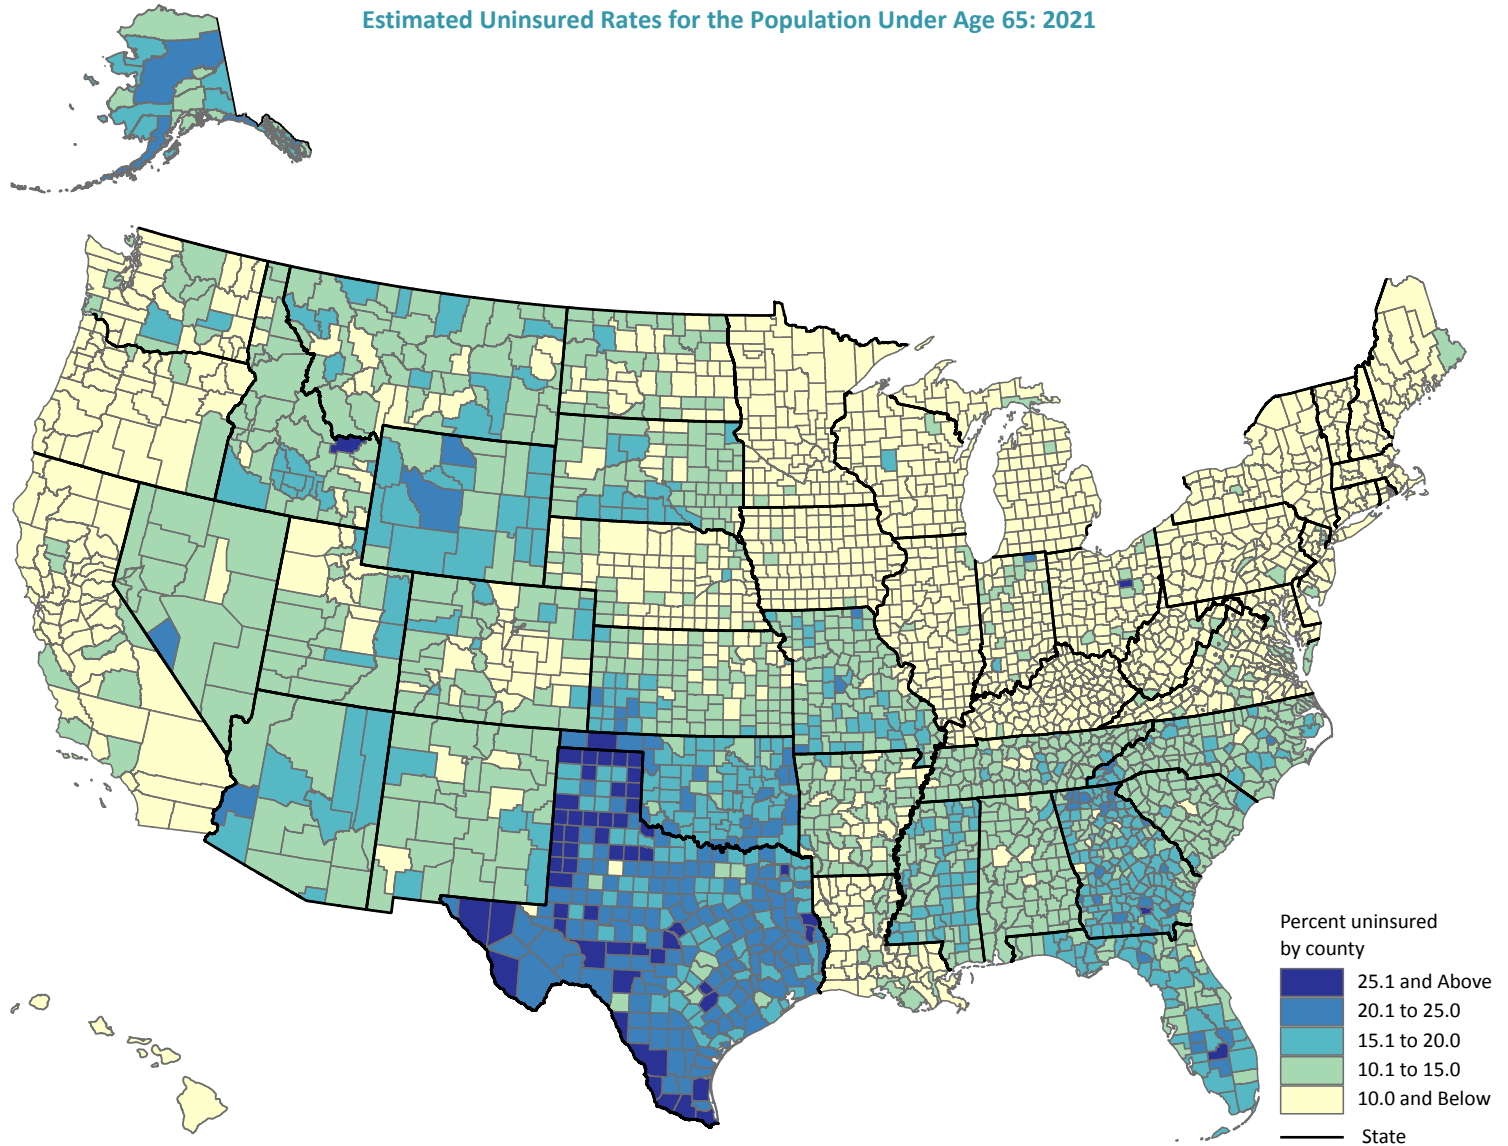 Estimated Uninsured Rates for the Population Under Age 65: 2021
Percent uninsured
by county
25.1 and Above
20.1 to 25.0
15.1 to 20.0
10.1 to 15.0
10.0 and Below
State